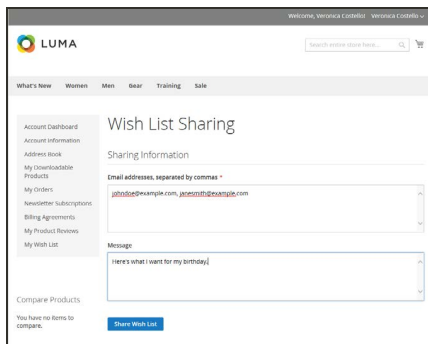 Welcome, Veronica Costello! Veronica Costello
LUMA
Search entire store here...
What's New Women Men Gear Training Sale
Account Dashboard
Account Information
Address Book
My Downloadable
Products
My Orders
Newsletter Subscriptions
Billing Agreements
My Product Reviews
My Wish List
Compare Products
You have no items to
compare.
Wish List Sharing
Sharing Information
Email addresses, separated by commas *
johndoe@example.com, janesmith@example.com
Message
Here's what I want for my birthday.
Share Wish List